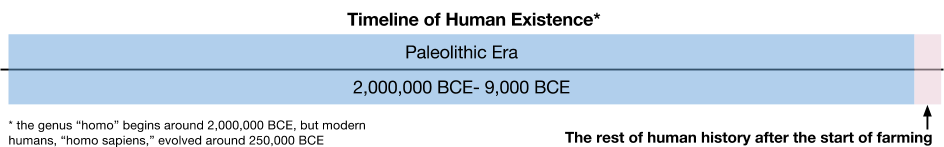 Timeline of Human Existence*
Paleolithic Era
2,000,000 BCE- 9,000 BCE
* the genus “homo” begins around 2,000,000 BCE, but modern
humans, “homo sapiens,” evolved around 250,000 BCE
The rest of human history after the start of farming